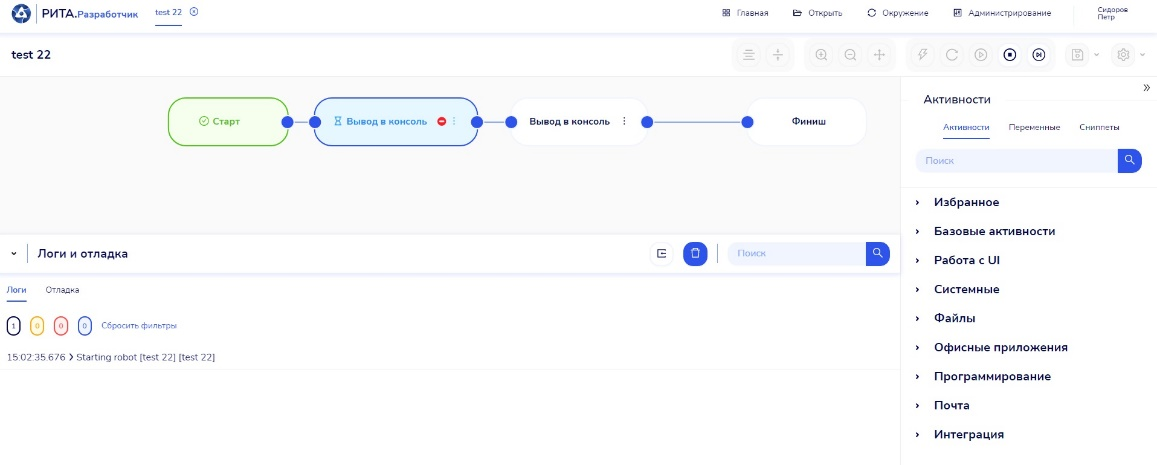 РИТА.Разработчик
test 22
Главная
Открыть
Окружение
Администрирование
Сидоров
Петр
test 22
Старт
Вывод в консоль
Вывод в консоль
Финиш
Активности
Активности
Переменные
Сниппеты
Поиск
Избранное
Базовые активности
Работа с UI
Системные
Файлы
Офисные приложения
Программирование
Почта
Интеграция
Логи и отладка
Поиск
Логи
Отладка
1
0
0
0
Сбросить фильтры
15:02:35.676 Starting robot [test 22] [test 22]